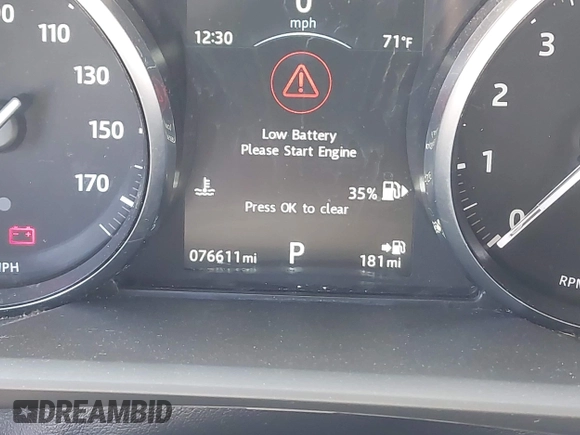 0
mph
12:30 71°F
110
130
150
170
MPH
Low Battery
Please Start Engine
35%
Press OK to clear
076611mi P 181mi
3
2
1
0
RPM
DREAMBID